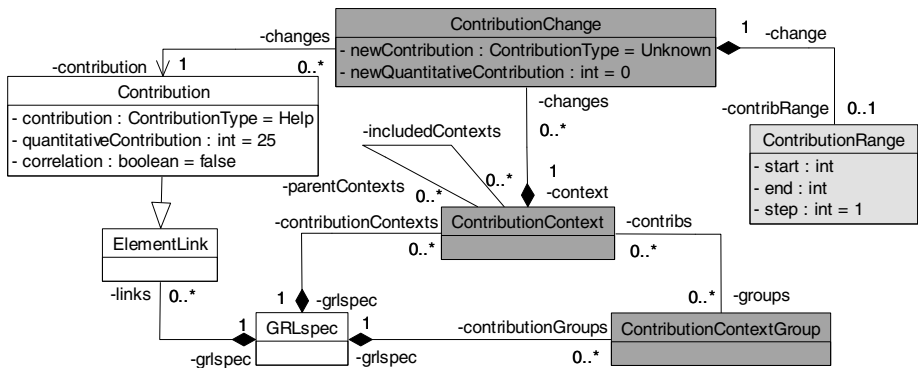 ContributionChange
- newContribution : ContributionType = Unknown
- newQuantitativeContribution : int = 0
-changes
0..*
1
-change
-contribution
1
Contribution
- contribution : ContributionType = Help
- quantitativeContribution : int = 25
- correlation : boolean = false
-changes
0..*
-contribRange
0..1
ContributionRange
- start : int
- end : int
- step : int = 1
-includedContexts
0..*
-parentContexts
0..*
1
-context
-contributionContexts
0..*
ContributionContext
-contribs
0..*
ElementLink
-links
0..*
1
-grlspec
1
-grlspec
GRLspec
1
-grlspec
-contributionGroups
0..*
0..*
-groups
ContributionContextGroup